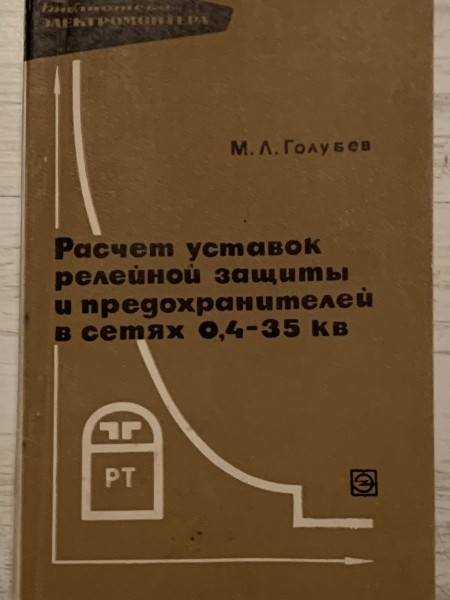 Библиотека
ЭЛЕКТРОМОНТЕРА
М.Л.Голубев
Расчет уставок
релейной защиты
и предохранителей
в сетях 0,4-35 кв
РТ